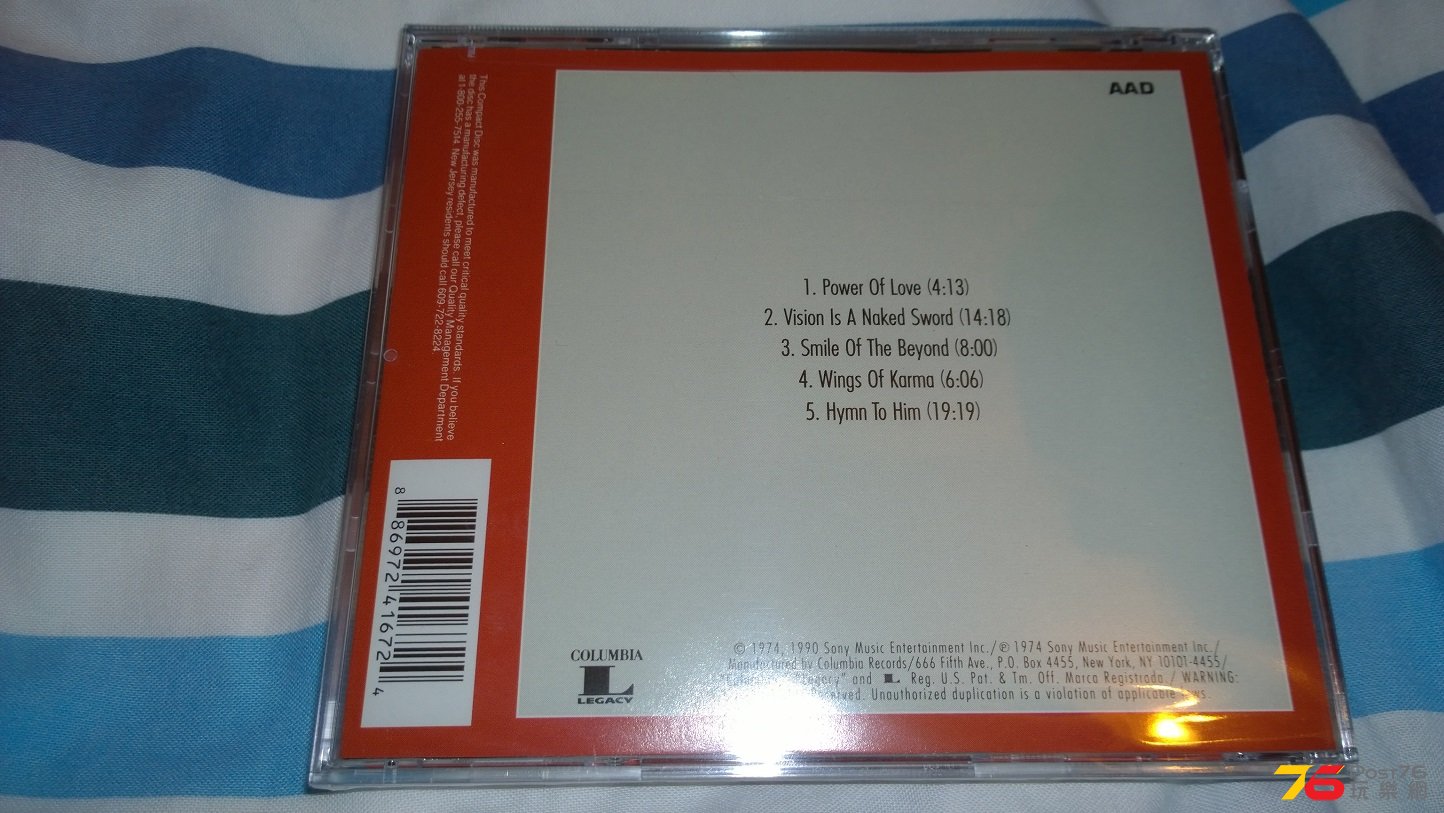 AAD
This Compact Disc was manufactured to meet critical quality standards. If you believe
the disc has a manufacturing defect, please call our Quality Management Department
at 1-800-255-7514. New Jersey residents should call 609-722-8224.
1. Power Of Love (4:13)
2. Vision Is A Naked Sword (14:18)
3. Smile Of The Beyond (8:00)
4. Wings Of Karma (6:06)
5. Hymn To Him (19:19)
8 86972 41672 4
COLUMBIA
L
LEGACY
© 1974, 1990 Sony Music Entertainment Inc./℗ 1974 Sony Music Entertainment Inc./
Manufactured by Columbia Records/666 Fifth Ave., P.O. Box 4455, New York, NY 10101-4455/
"Legacy" and L Reg. U.S. Pat. & Tm. Off. Marca Registrada./WARNING:
Unauthorized duplication is a violation of applicable laws.
76 Post76
玩樂網